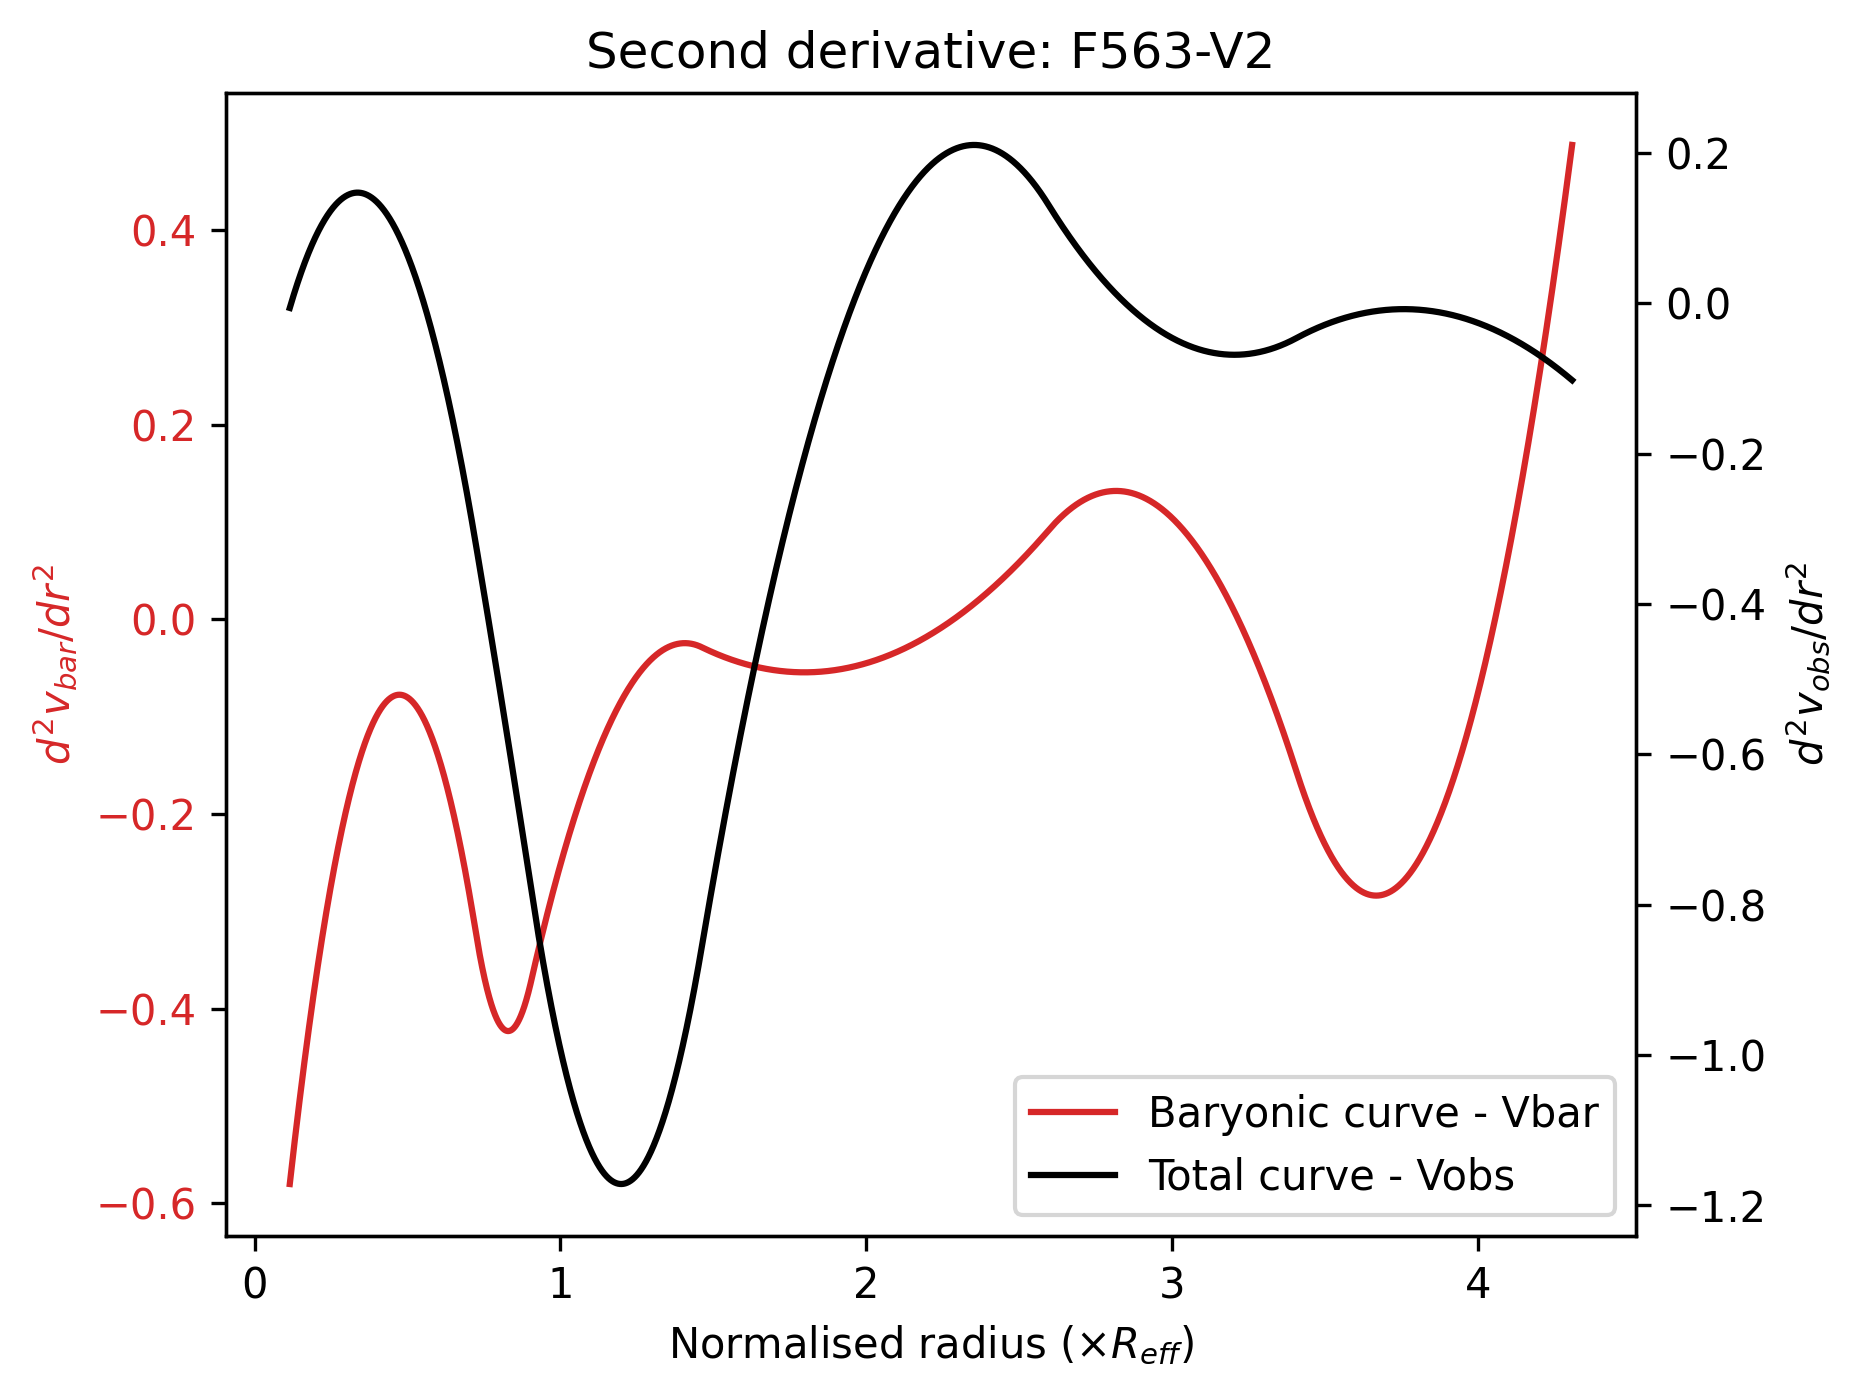 Second derivative: F563-V2
0.4
0.2
0.0
−0.2
−0.4
−0.6
d²v_bar/dr²
0.2
0.0
−0.2
−0.4
−0.6
−0.8
−1.0
−1.2
d²v_obs/dr²
Baryonic curve - Vbar
Total curve - Vobs
0 1 2 3 4
Normalised radius (×R_eff)